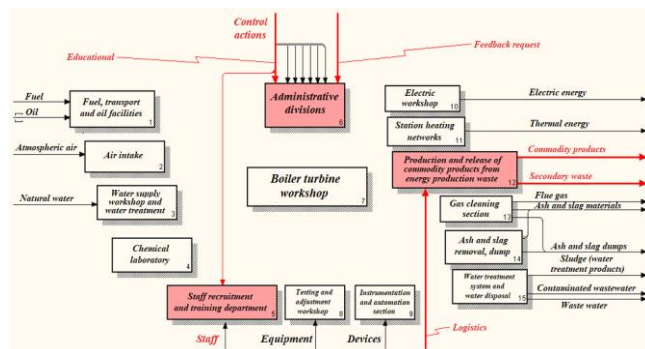 Control
actions
Educational
Feedback request
Fuel
Oil
Fuel, transport
and oil facilities
1
Administrative
divisions
6
Electric
workshop
10
Electric energy
Station heating
networks
11
Thermal energy
Atmospheric air
Air intake
2
Production and release of
commodity products from
energy production waste
12
Commodity products
Secondary waste
Boiler turbine
workshop
7
Natural water
Water supply
workshop and
water treatment
3
Gas cleaning
section
13
Flue gas
Ash and slag materials
Chemical
laboratory
4
Ash and slag
removal, dump
14
Ash and slag dumps
Sludge (water
treatment products)
Water treatment
system and
water disposal
15
Contaminated wastewater
Waste water
Staff recruitment
and training department
5
Testing and
adjustment
workshop
8
Instrumentation
and automation
section
9
Staff
Equipment
Devices
Logistics